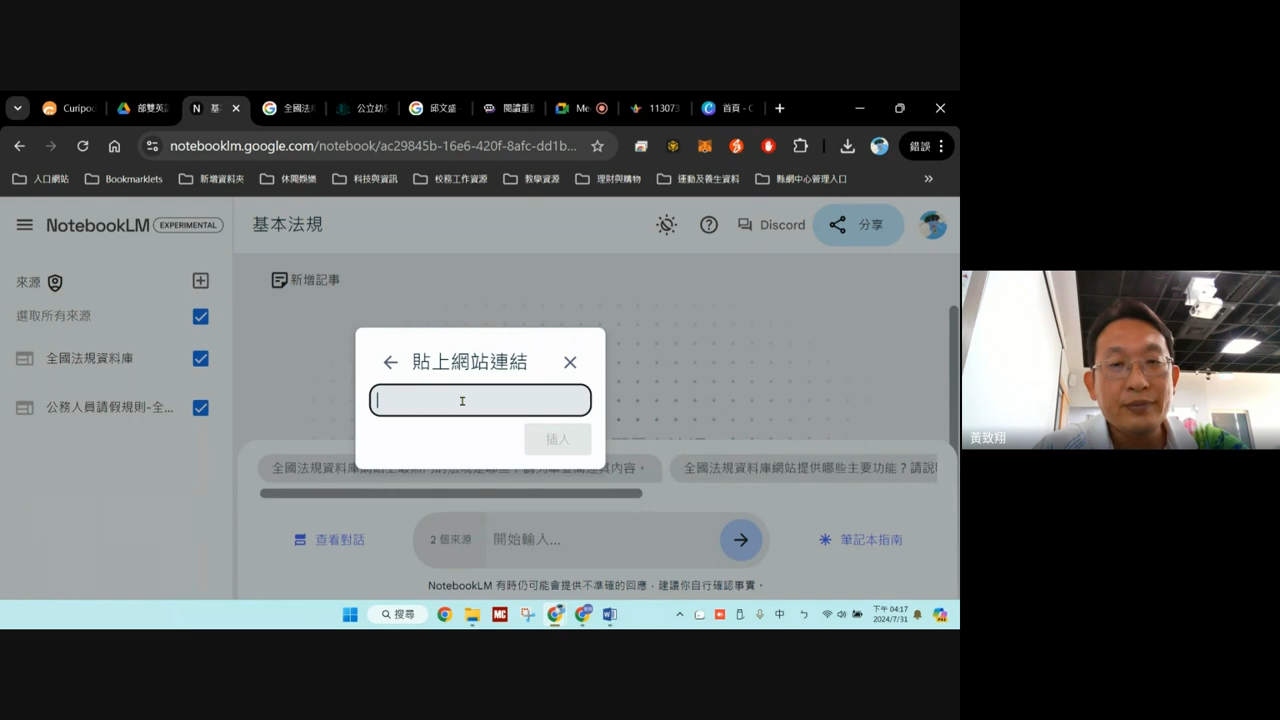 Curipo
部雙英
基
全國法
公立幼
邱文盛
閱讀重
Me
11307
首頁 - C
notebooklm.google.com/notebook/ac29845b-16e6-420f-8afc-dd1b...
錯誤
入口網站
Bookmarklets
新增資料夾
休閒娛樂
科技與資訊
校務工作資源
教學資源
理財與購物
運動及養生資料
縣網中心管理入口
NotebookLM EXPERIMENTAL
基本法規
Discord
分享
來源
新增記事
選取所有來源
全國法規資料庫
貼上網站連結
公務人員請假規則-全...
插入
全國法規資料庫網站提供哪些主要功能？請說
查看對話
2 個來源
開始輸入...
筆記本指南
NotebookLM 有時仍可能會提供不準確的回應，建議你自行確認事實。
搜尋
MC
中
下午 04:17
2024/7/31
黃致翔